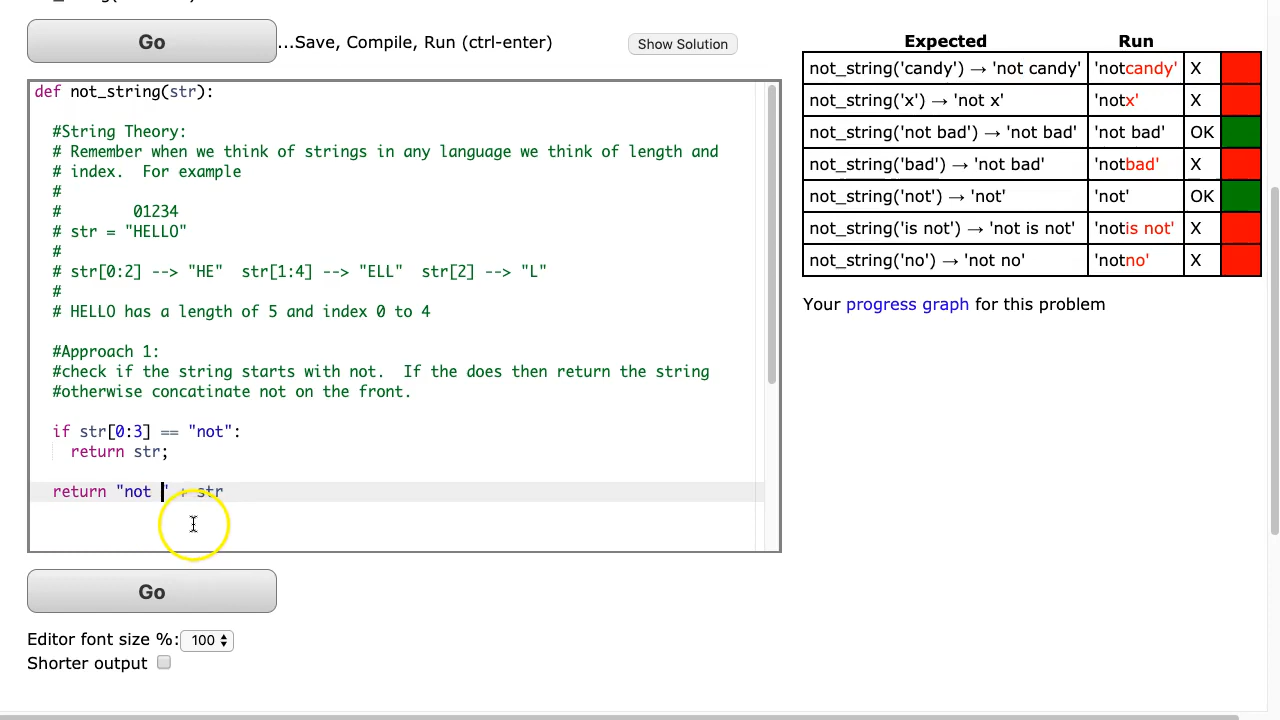 Go
...Save, Compile, Run (ctrl-enter)
Show Solution
def not_string(str):
#String Theory:
# Remember when we think of strings in any language we think of length and
# index.  For example
#
#        01234
# str = "HELLO"
#
# str[0:2] --> "HE"  str[1:4] --> "ELL"  str[2] --> "L"
#
# HELLO has a length of 5 and index 0 to 4
#Approach 1:
#check if the string starts with not.  If the does then return the string
#otherwise concatinate not on the front.
if str[0:3] == "not":
return str;
return "not " + str
Go
Editor font size %: 100
Shorter output
Expected Run
not_string('candy') → 'not candy' 'notcandy' X
not_string('x') → 'not x' 'notx' X
not_string('not bad') → 'not bad' 'not bad' OK
not_string('bad') → 'not bad' 'notbad' X
not_string('not') → 'not' 'not' OK
not_string('is not') → 'not is not' 'notis not' X
not_string('no') → 'not no' 'notno' X
Your progress graph for this problem